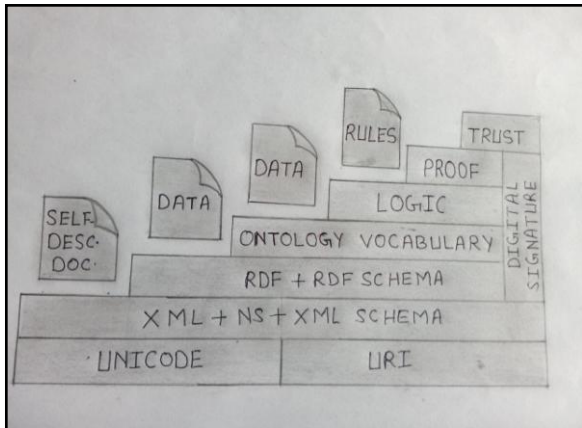 RULES
TRUST
DATA
PROOF
DATA
LOGIC
SELF-
DESC.
DOC.
ONTOLOGY VOCABULARY
DIGITAL
SIGNATURE
RDF + RDF SCHEMA
XML + NS + XML SCHEMA
UNICODE
URI